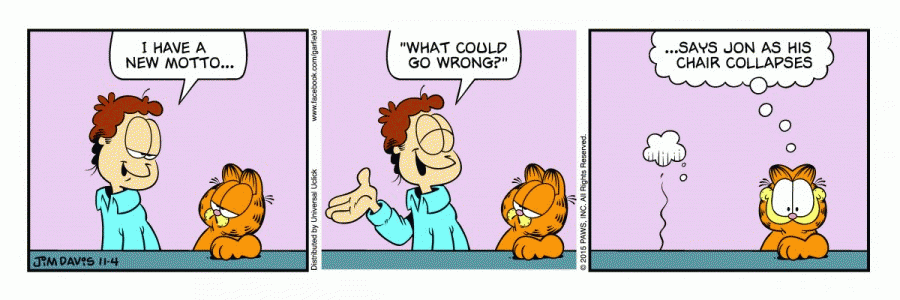 I HAVE A
NEW MOTTO...
JIM DAVIS 11-4
www.facebook.com/garfield
Distributed by Universal Uclick
"WHAT COULD
GO WRONG?"
© 2015 PAWS, INC. All Rights Reserved.
...SAYS JON AS HIS
CHAIR COLLAPSES